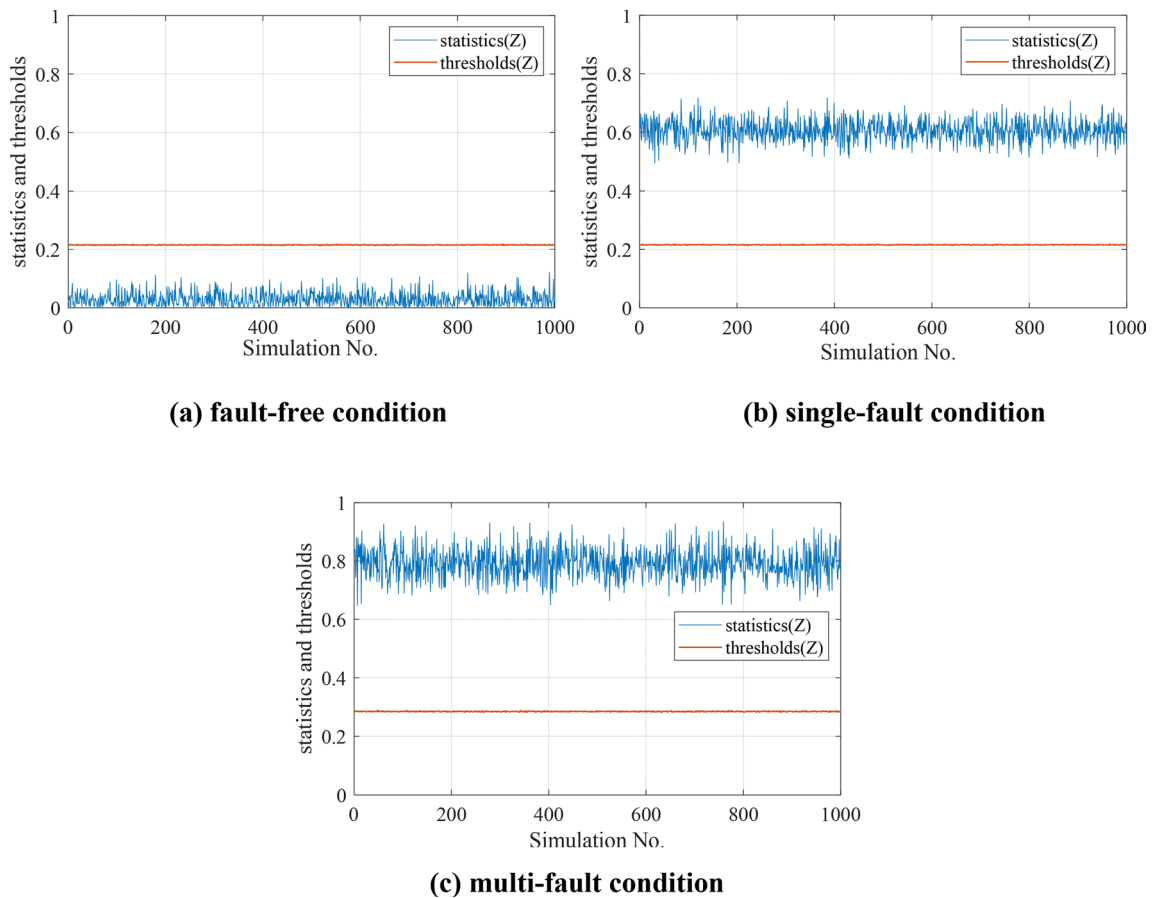 1
0.8
0.6
0.4
0.2
0
statistics and thresholds
statistics(Z)
thresholds(Z)
0 200 400 600 800 1000
Simulation No.
(a) fault-free condition
1
0.8
0.6
0.4
0.2
0
statistics and thresholds
statistics(Z)
thresholds(Z)
0 200 400 600 800 1000
Simulation No.
(b) single-fault condition
1
0.8
0.6
0.4
0.2
0
statistics and thresholds
statistics(Z)
thresholds(Z)
0 200 400 600 800 1000
Simulation No.
(c) multi-fault condition